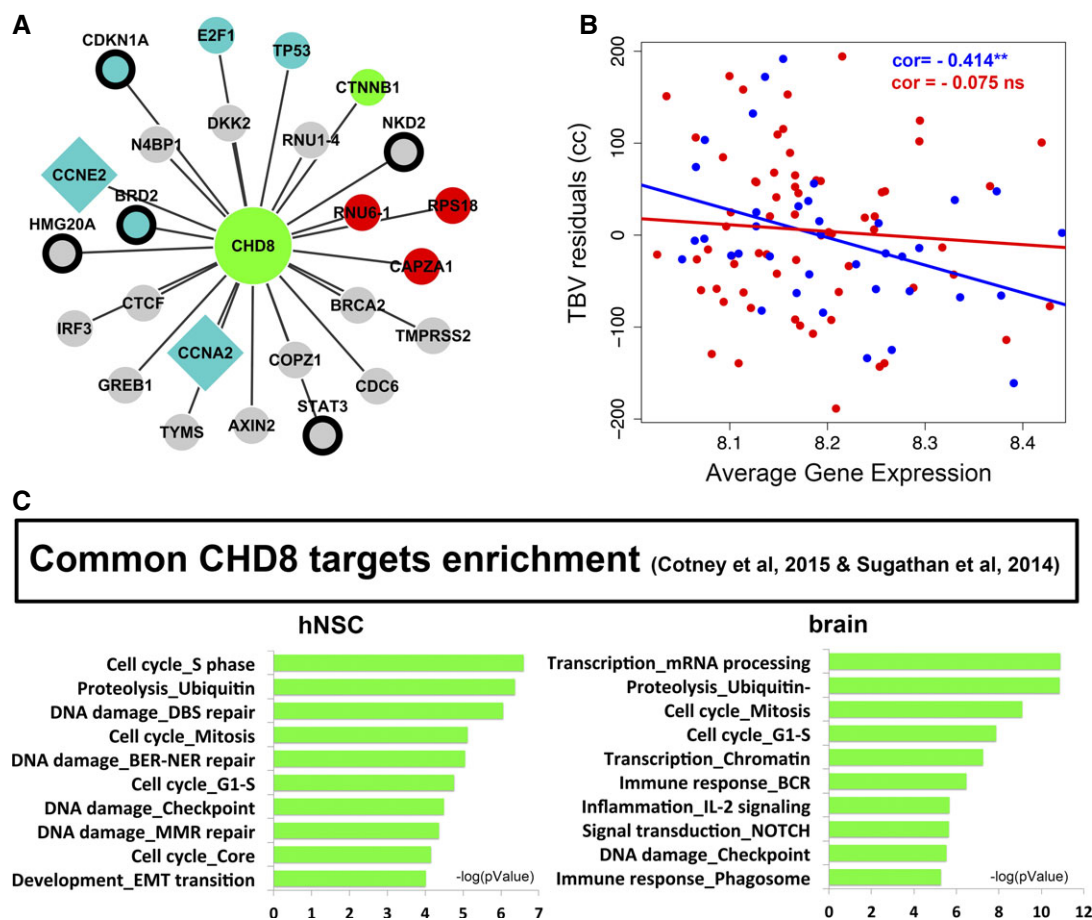 A
CDKN1A
E2F1
TP53
CTNNB1
DKK2
RNU1-4
NKD2
N4BP1
CCNE2
BRD2
HMG20A
RNU6-1
RPS18
CHD8
CAPZA1
CTCF
BRCA2
IRF3
TMPRSS2
CCNA2
COPZ1
GREB1
CDC6
STAT3
TYMS
AXIN2
B
cor= - 0.414**
cor = - 0.075 ns
TBV residuals (cc)
200
100
0
-100
-200
8.1 8.2 8.3 8.4
Average Gene Expression
C
Common CHD8 targets enrichment (Cotney et al, 2015 & Sugathan et al, 2014)
hNSC
Cell cycle_S phase
Proteolysis_Ubiquitin
DNA damage_DBS repair
Cell cycle_Mitosis
DNA damage_BER-NER repair
Cell cycle_G1-S
DNA damage_Checkpoint
DNA damage_MMR repair
Cell cycle_Core
Development_EMT transition
-log(pValue)
0 1 2 3 4 5 6 7
brain
Transcription_mRNA processing
Proteolysis_Ubiquitin-
Cell cycle_Mitosis
Cell cycle_G1-S
Transcription_Chromatin
Immune response_BCR
Inflammation_IL-2 signaling
Signal transduction_NOTCH
DNA damage_Checkpoint
Immune response_Phagosome
-log(pValue)
0 2 4 6 8 10 12